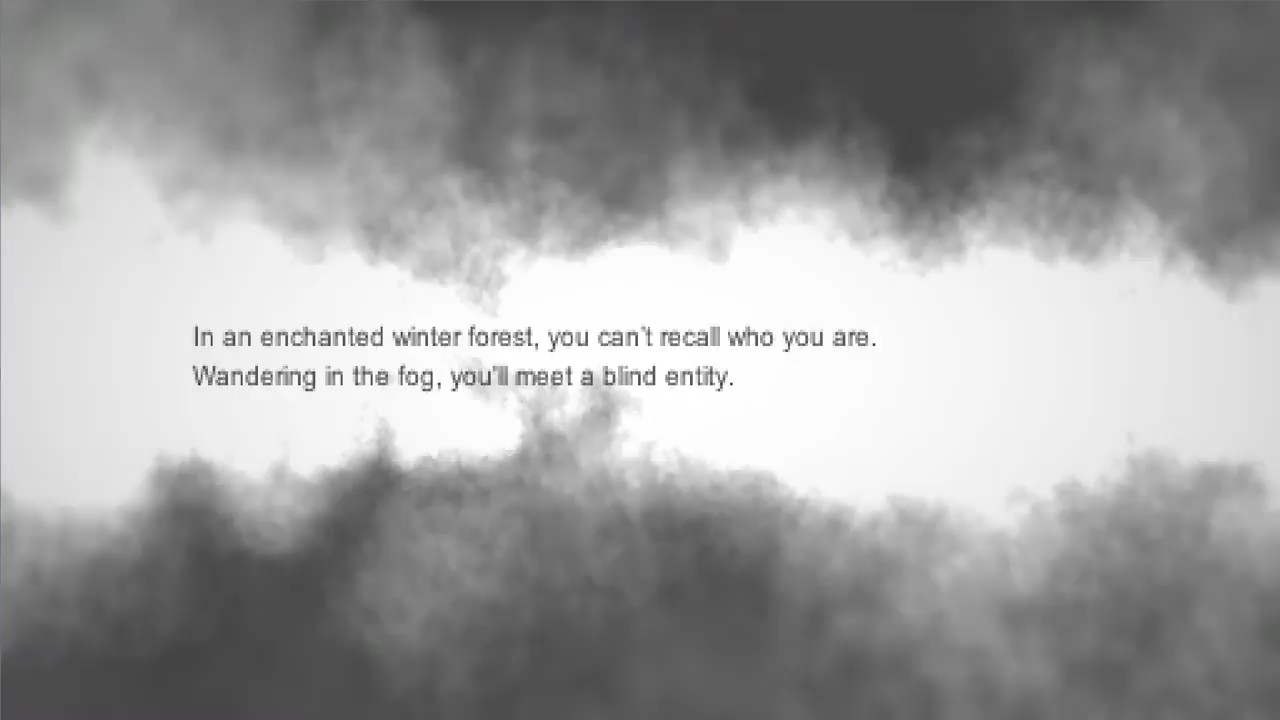 In an enchanted winter forest, you can't recall who you are.
Wandering in the fog, you'll meet a blind entity.